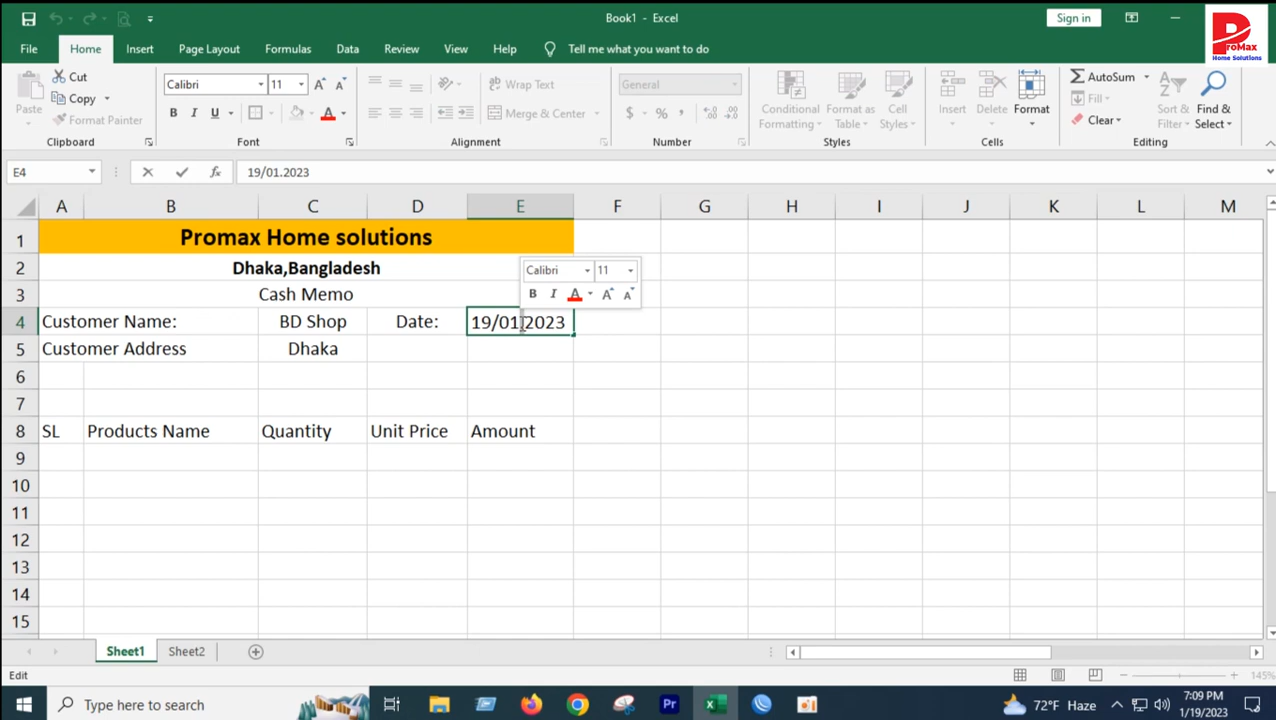 Book1 - Excel
Sign in
ProMax
Home Solutions
File Home Insert Page Layout Formulas Data Review View Help Tell me what you want to do
Paste
Cut
Copy
Format Painter
Clipboard
Calibri 11
B I U
Font
Wrap Text
Merge & Center
Alignment
General
$ % ,
Number
Conditional Formatting
Format as Table
Cell Styles
Styles
Insert Delete Format
Cells
AutoSum
Fill
Clear
Sort & Filter
Find & Select
Editing
E4 fx 19/01.2023
A B C D E F G H I J K L M
1 Promax Home solutions
2 Dhaka,Bangladesh
Calibri 11
B I A
3 Cash Memo
4 Customer Name: BD Shop Date: 19/01.2023
5 Customer Address Dhaka
6
7
8 SL Products Name Quantity Unit Price Amount
9
10
11
12
13
14
15
Sheet1 Sheet2
Edit 145%
Type here to search
Pr
72°F Haze
7:09 PM
1/19/2023